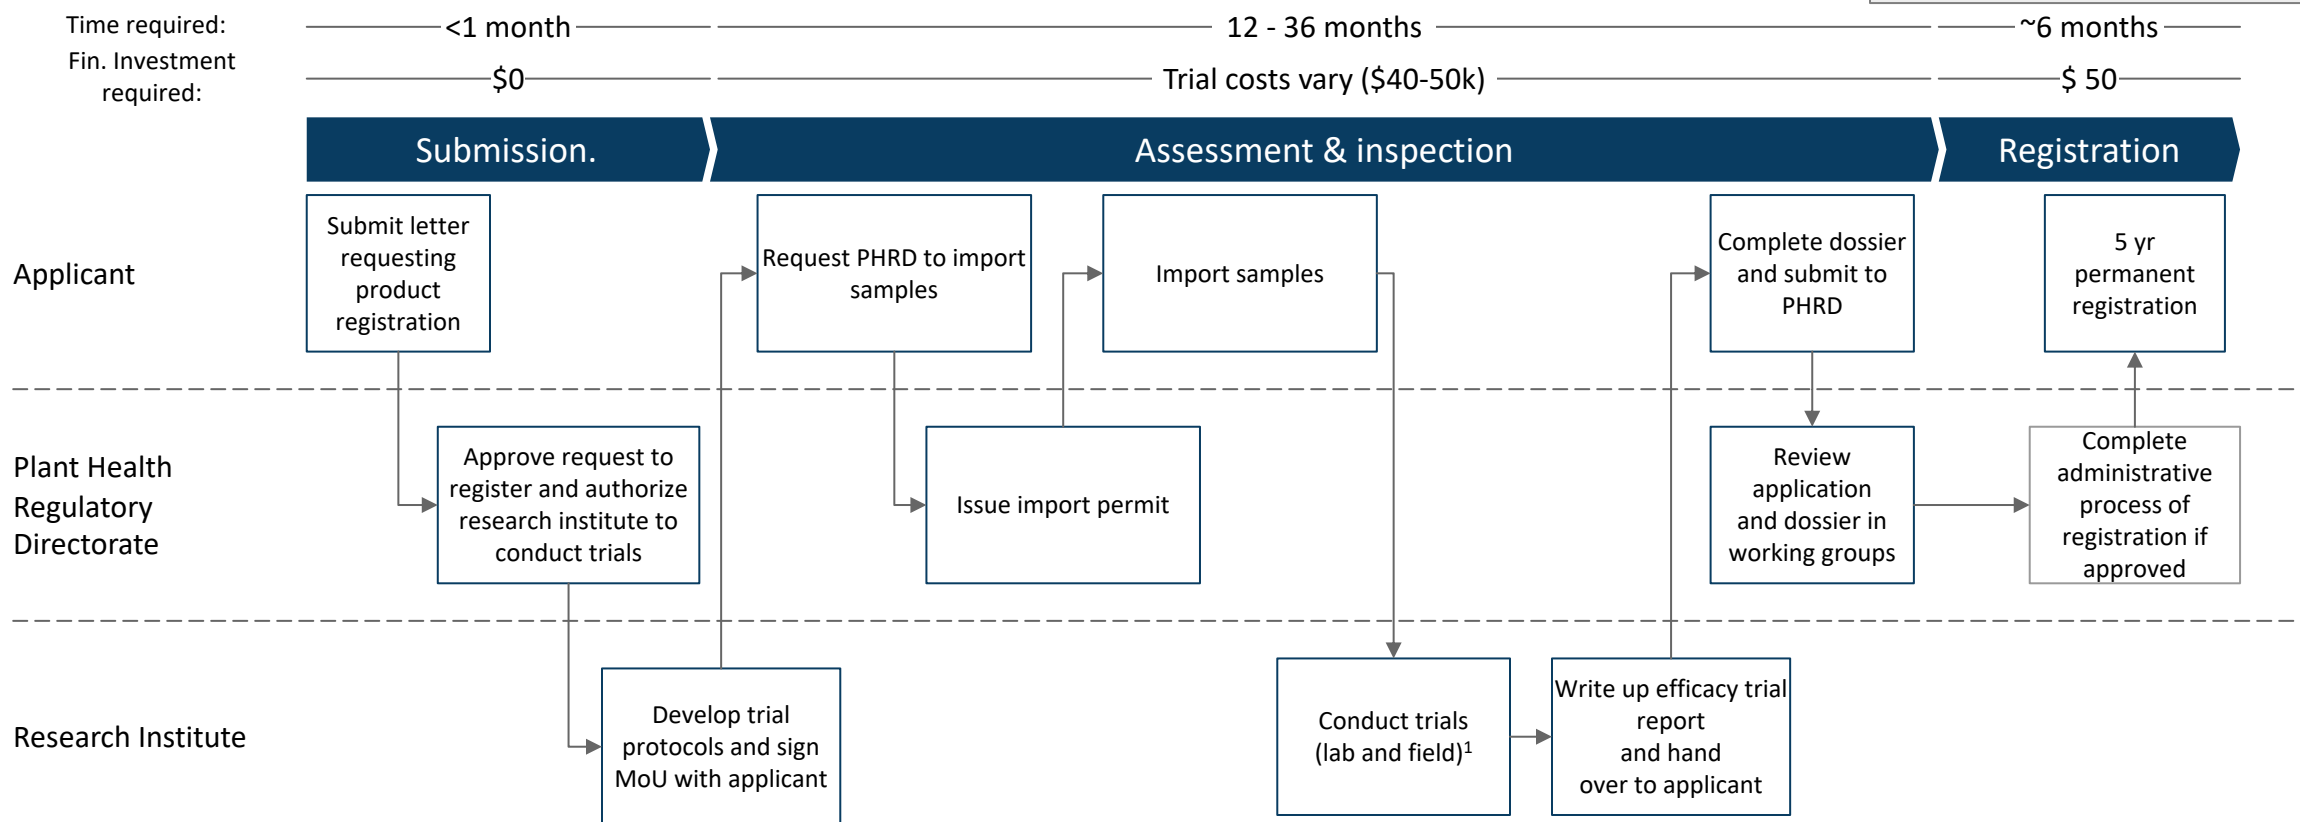 Time required:
<1 month
12 - 36 months
~6 months
Fin. Investment
required:
$0
Trial costs vary ($40-50k)
$ 50
Submission.
Assessment & inspection
Registration
Applicant
Submit letter
requesting
product
registration
Request PHRD to import
samples
Import samples
Complete dossier
and submit to
PHRD
5 yr
permanent
registration
Plant Health
Regulatory
Directorate
Approve request to
register and authorize
research institute to
conduct trials
Issue import permit
Review
application
and dossier in
working groups
Complete
administrative
process of
registration if
approved
Research Institute
Develop trial
protocols and sign
MoU with applicant
Conduct trials
(lab and field)¹
Write up efficacy trial
report
and hand
over to applicant